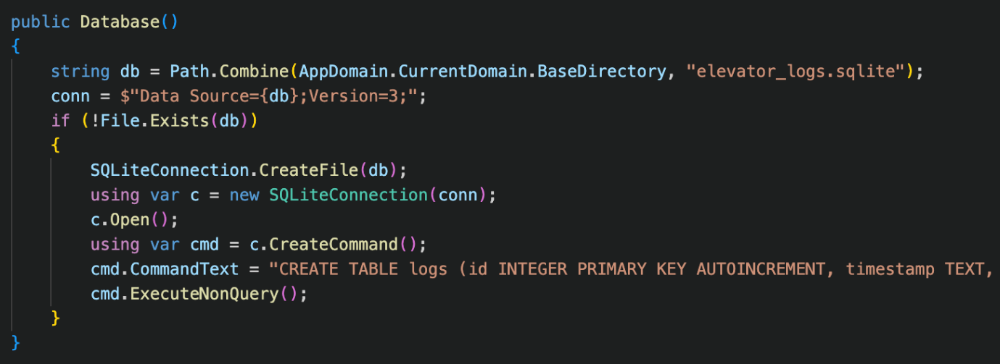 public Database()
{
string db = Path.Combine(AppDomain.CurrentDomain.BaseDirectory, "elevator_logs.sqlite");
conn = $"Data Source={db};Version=3;";
if (!File.Exists(db))
{
SQLiteConnection.CreateFile(db);
using var c = new SQLiteConnection(conn);
c.Open();
using var cmd = c.CreateCommand();
cmd.CommandText = "CREATE TABLE logs (id INTEGER PRIMARY KEY AUTOINCREMENT, timestamp TEXT,
cmd.ExecuteNonQuery();
}
}